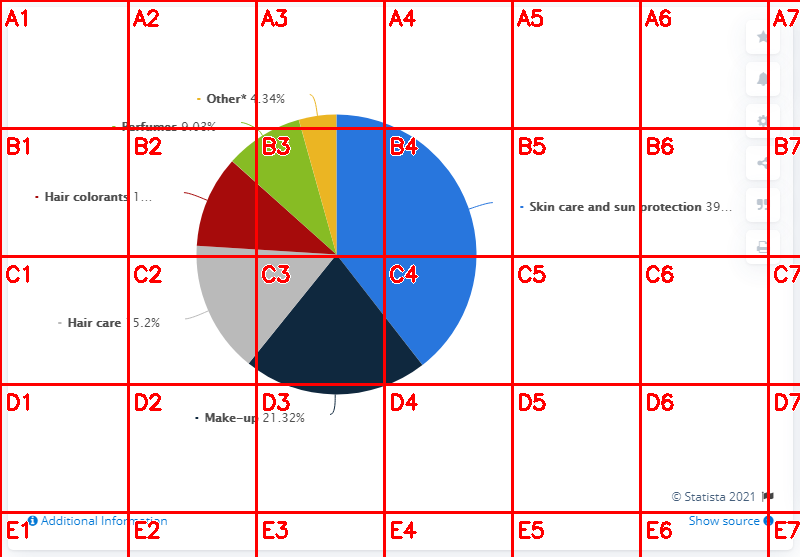 A1 A2 A3 A4 A5 A6 A7
Other* 4.34%
Perfumes 9.03%
B1 B2 B3 B4 B5 B6 B7
Hair colorants 1...
Skin care and sun protection 39...
C1 C2 C3 C4 C5 C6 C7
Hair care 15.2%
D1 D2 D3 D4 D5 D6 D7
Make-up 21.32%
© Statista 2021
Additional Information
Show source
E1 E2 E3 E4 E5 E6 E7